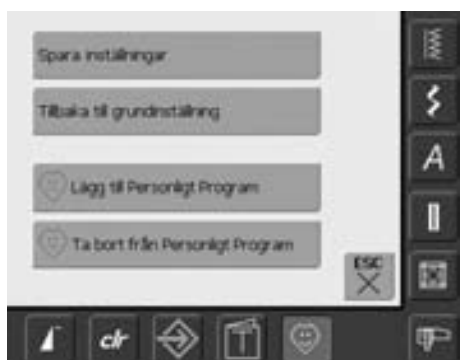 Spara inställningar
Tillbaka till grundinställning
Lägg till Personligt Program
Ta bort från Personligt Program
ESC
A
clr